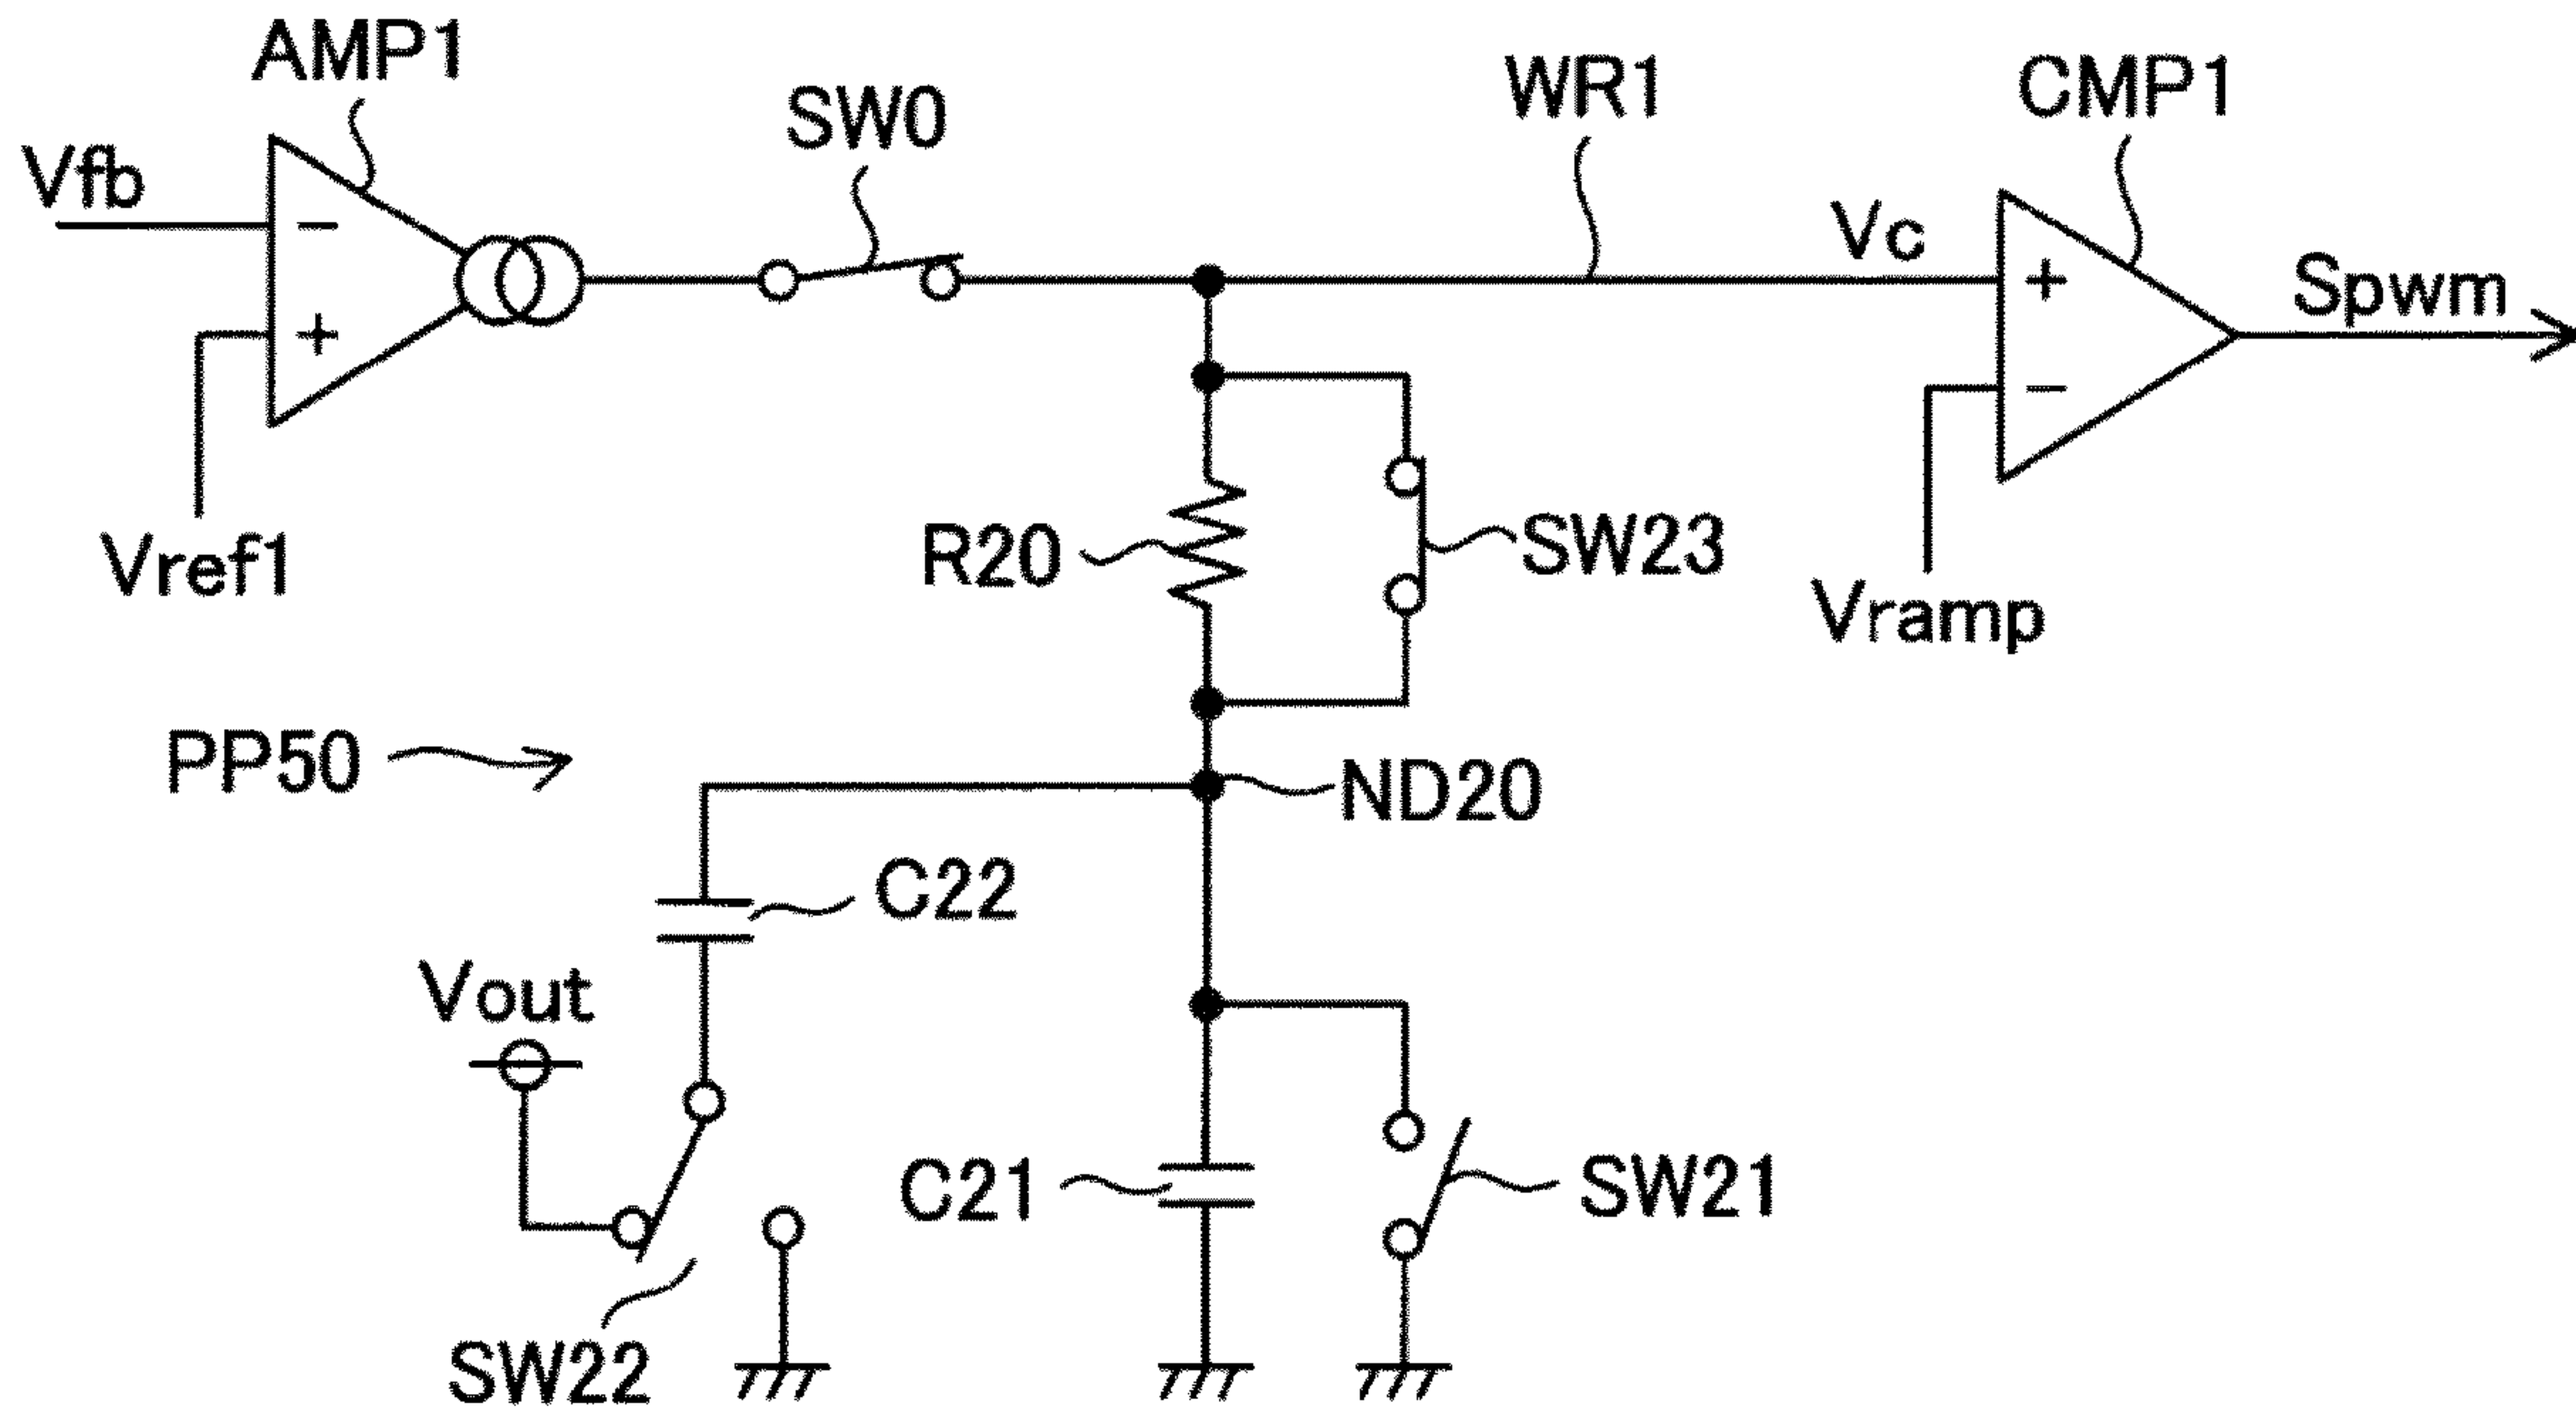 AMP1
SW0
WR1
CMP1
Vfb
Vc
Spwm
−
+
+
−
Vref1
R20
SW23
Vramp
PP50
ND20
C22
Vout
C21
SW21
SW22